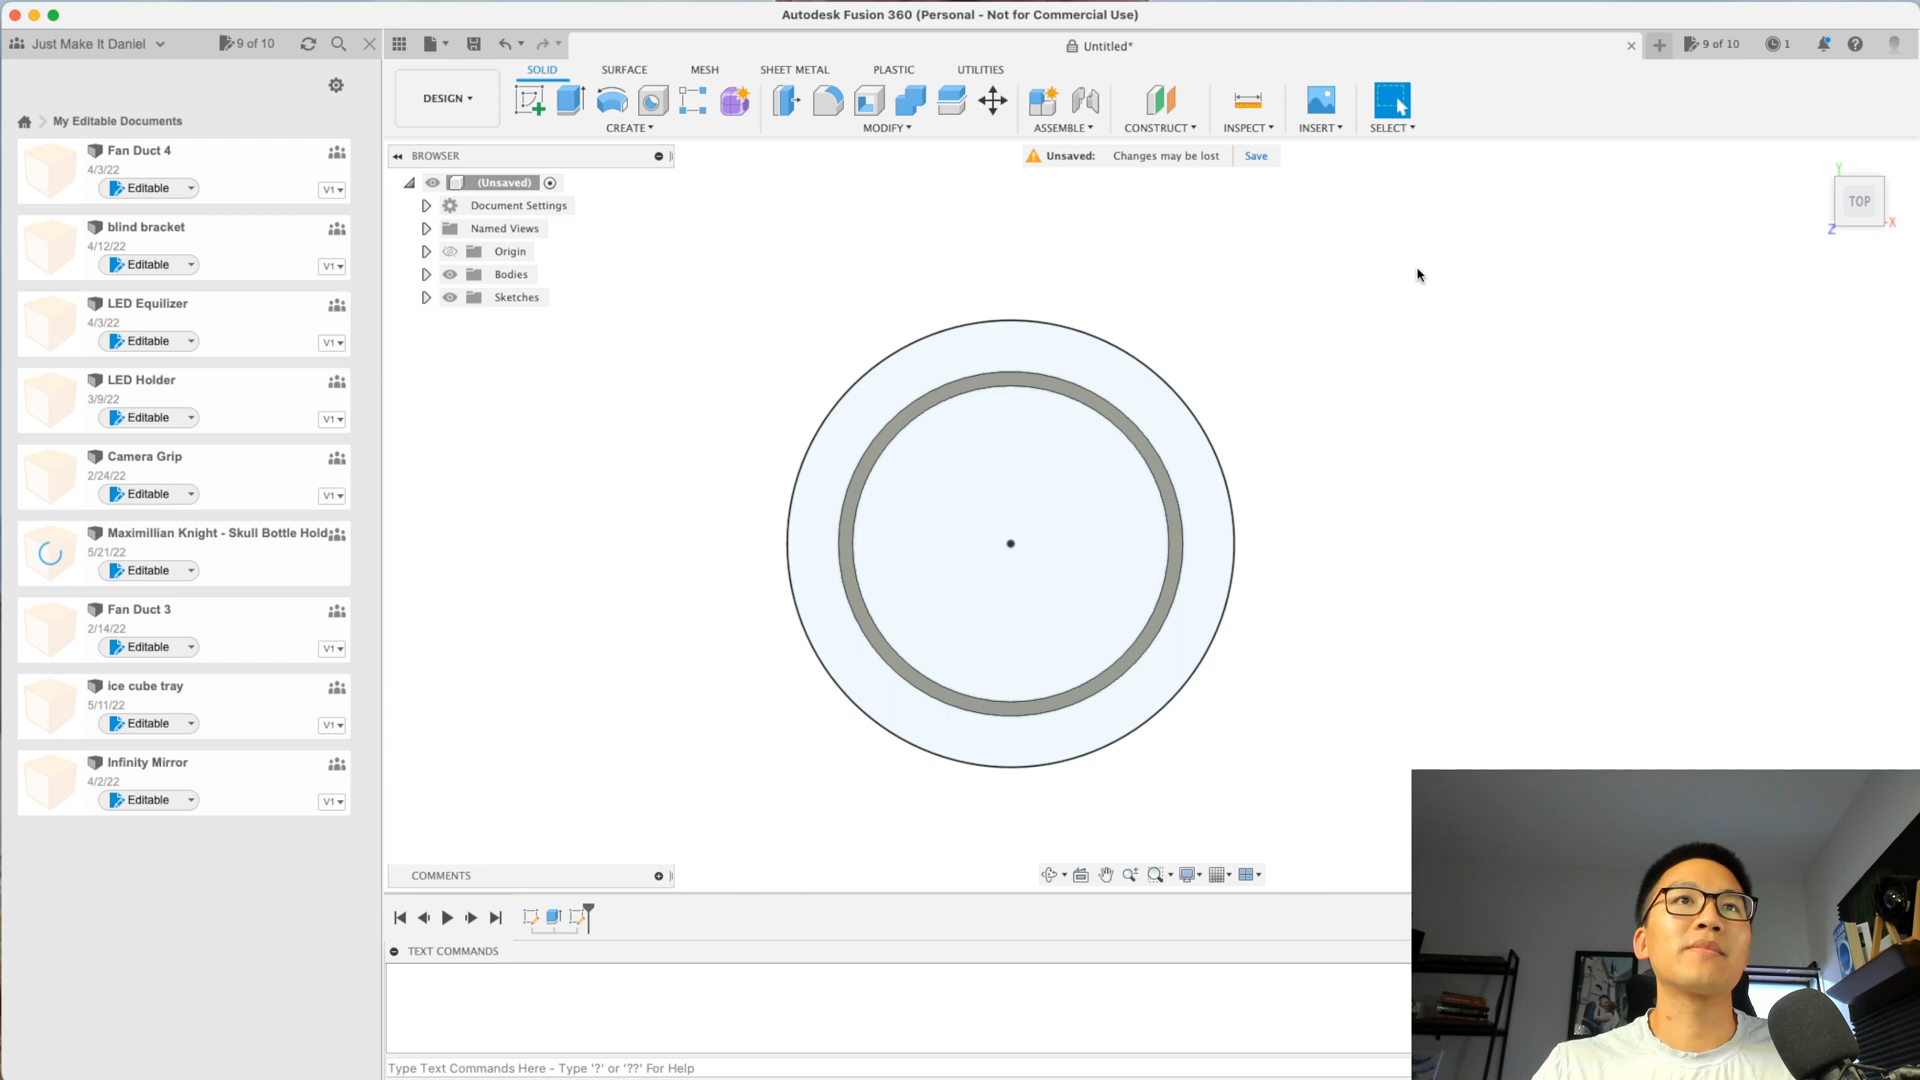 Autodesk Fusion 360 (Personal - Not for Commercial Use)
Just Make It Daniel
9 of 10
Untitled*
9 of 10
1
SOLID
SURFACE
MESH
SHEET METAL
PLASTIC
UTILITIES
DESIGN
CREATE
MODIFY
ASSEMBLE
CONSTRUCT
INSPECT
INSERT
SELECT
My Editable Documents
Fan Duct 4
4/3/22
Editable
V1
blind bracket
4/12/22
Editable
V1
LED Equilizer
4/3/22
Editable
V1
LED Holder
3/9/22
Editable
V1
Camera Grip
2/24/22
Editable
V1
Maximillian Knight - Skull Bottle Hold
5/21/22
Editable
Fan Duct 3
2/14/22
Editable
V1
ice cube tray
5/11/22
Editable
V1
Infinity Mirror
4/2/22
Editable
V1
BROWSER
(Unsaved)
Document Settings
Named Views
Origin
Bodies
Sketches
Unsaved: Changes may be lost Save
Y
TOP
X
Z
COMMENTS
TEXT COMMANDS
Type Text Commands Here - Type '?' or '??' For Help